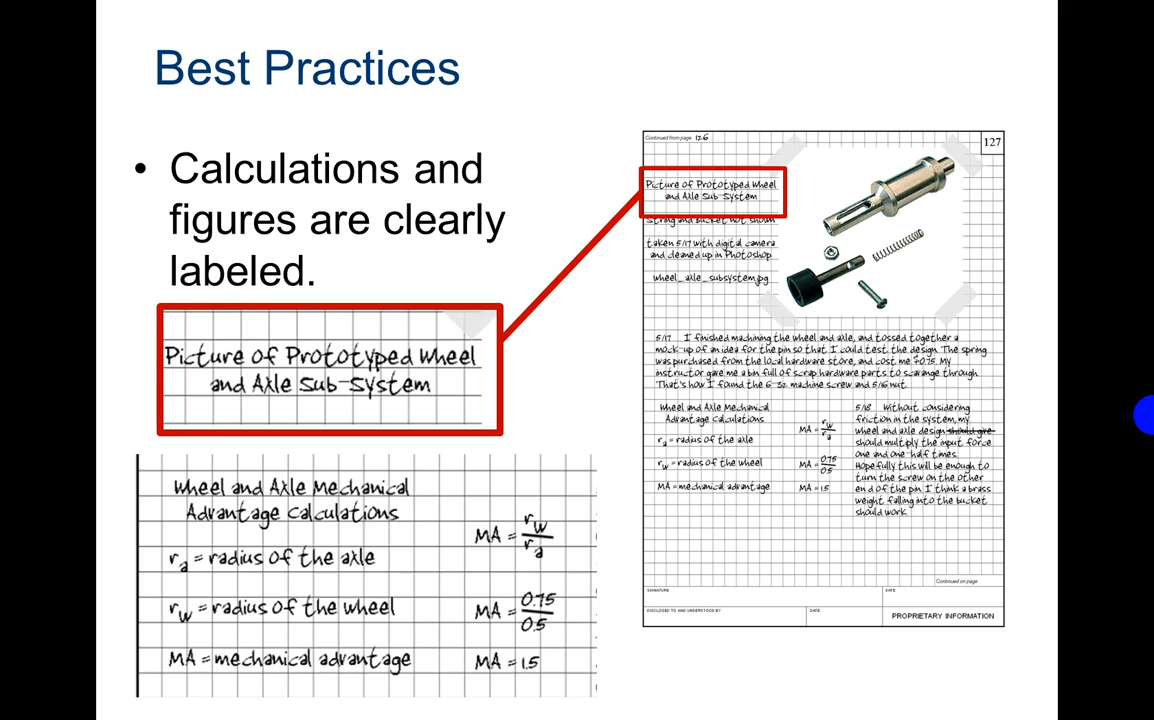 Best Practices
• Calculations and
figures are clearly
labeled.
Picture of Prototyped Wheel
and Axle Sub-System
Wheel and Axle Mechanical
Advantage Calculations
rₐ = radius of the axle
r_w = radius of the wheel
MA = mechanical advantage
MA = r_w/rₐ
MA = 0.75/0.5
MA = 1.5
Continued from page 126
127
Picture of Prototyped Wheel
and Axle Sub-System
String and bucket not shown
taken 5/17 with digital camera
and cleaned up in Photoshop
wheel_axle_subsystem.jpg
5/17 I finished machining the wheel and axle, and tossed together a
mock-up of an idea for the pin so that I could test the design. The spring
was purchased from the local hardware store, and cost me $0.75. My
instructor gave me a bin full of scrap hardware parts to scavange through.
That's how I found the 6-32 machine screw and 5/16 nut.
Wheel and Axle Mechanical
Advantage Calculations
rₐ = radius of the axle
r_w = radius of the wheel
MA = mechanical advantage
MA = r_w/rₐ
MA = 0.75/0.5
MA = 1.5
5/18 Without considering
friction in the system, my
wheel and axle design should give
should multiply the input force
one and one-half times.
Hopefully this will be enough to
turn the screw on the other
end of the pin I think a brass
weight falling into the bucket
should work.
Continued on page
SIGNATURE
DATE
DISCLOSED TO AND UNDERSTOOD BY
DATE
PROPRIETARY INFORMATION